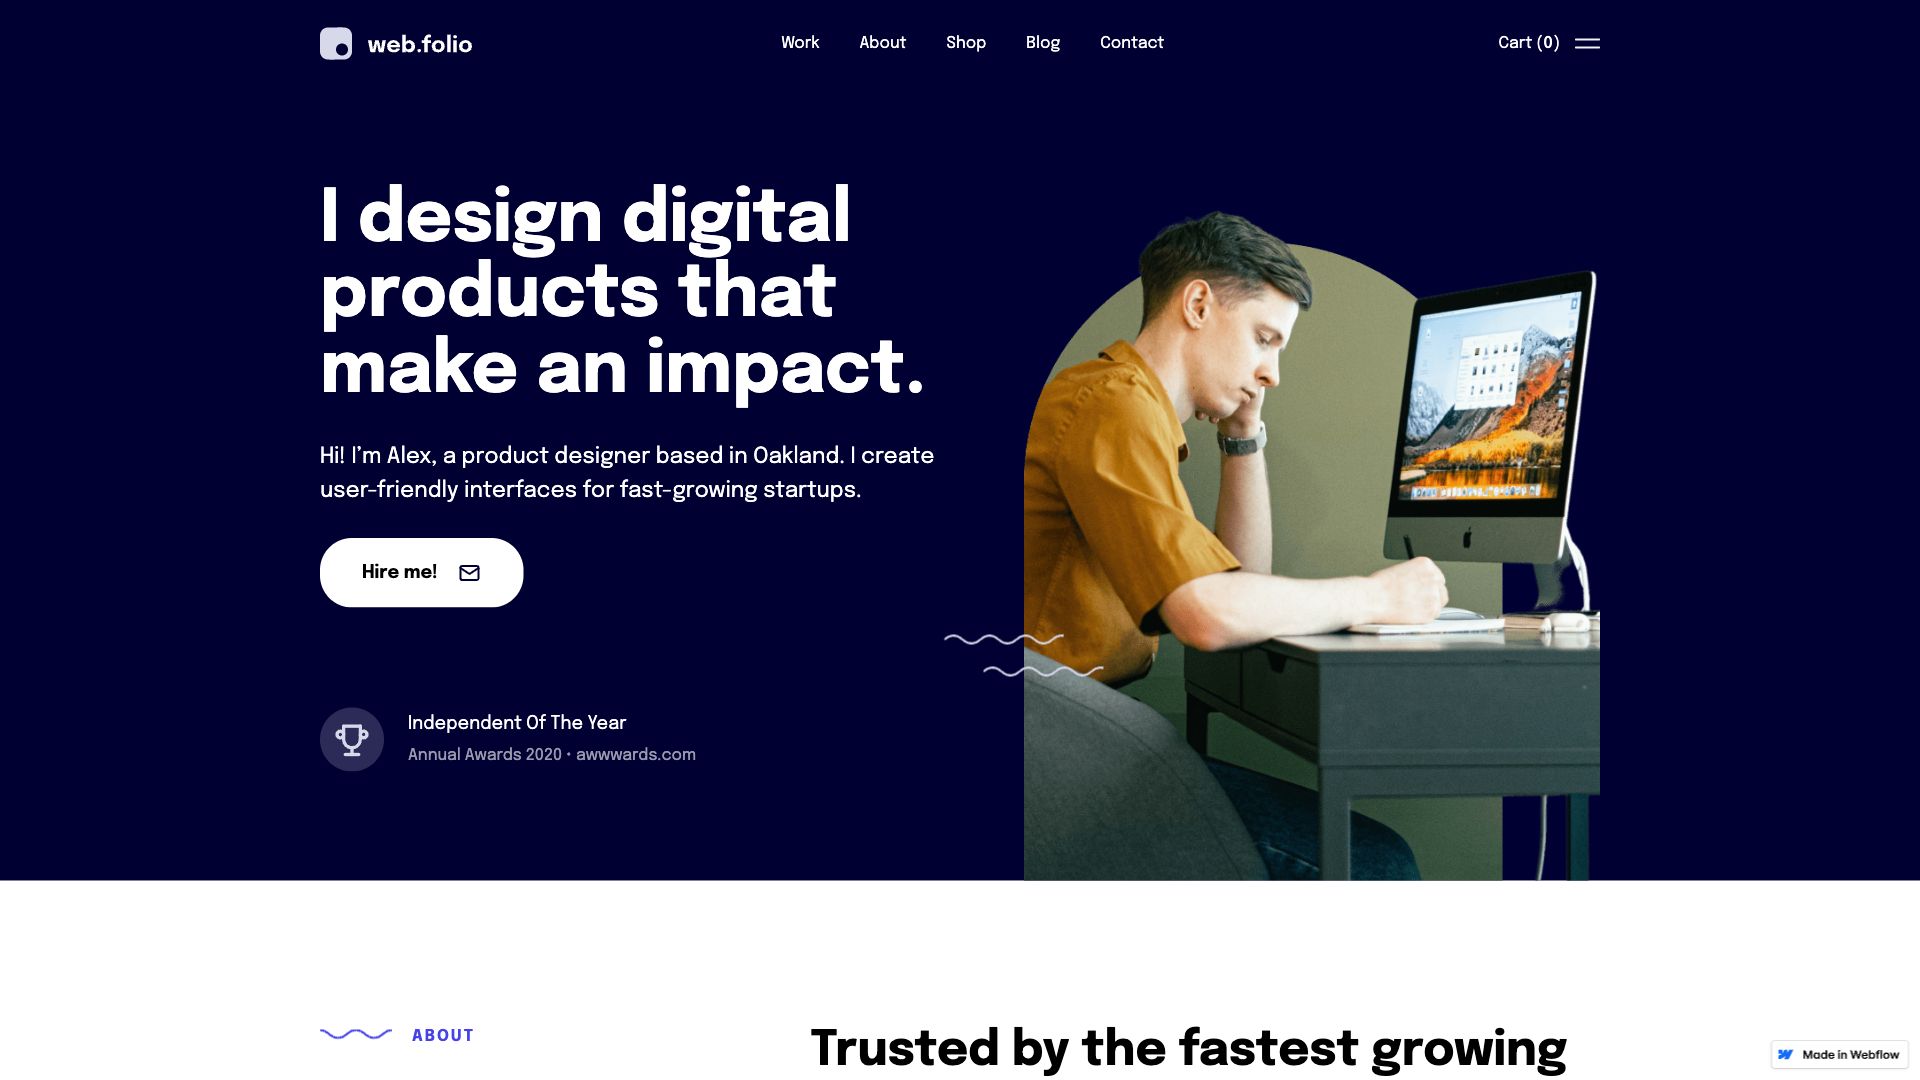 web.folio
Work
About
Shop
Blog
Contact
Cart (0)
I design digital
products that
make an impact.
Hi! I’m Alex, a product designer based in Oakland. I create
user-friendly interfaces for fast-growing startups.
Hire me!
Independent Of The Year
Annual Awards 2020 • awwwards.com
ABOUT
Trusted by the fastest growing
Made in Webflow